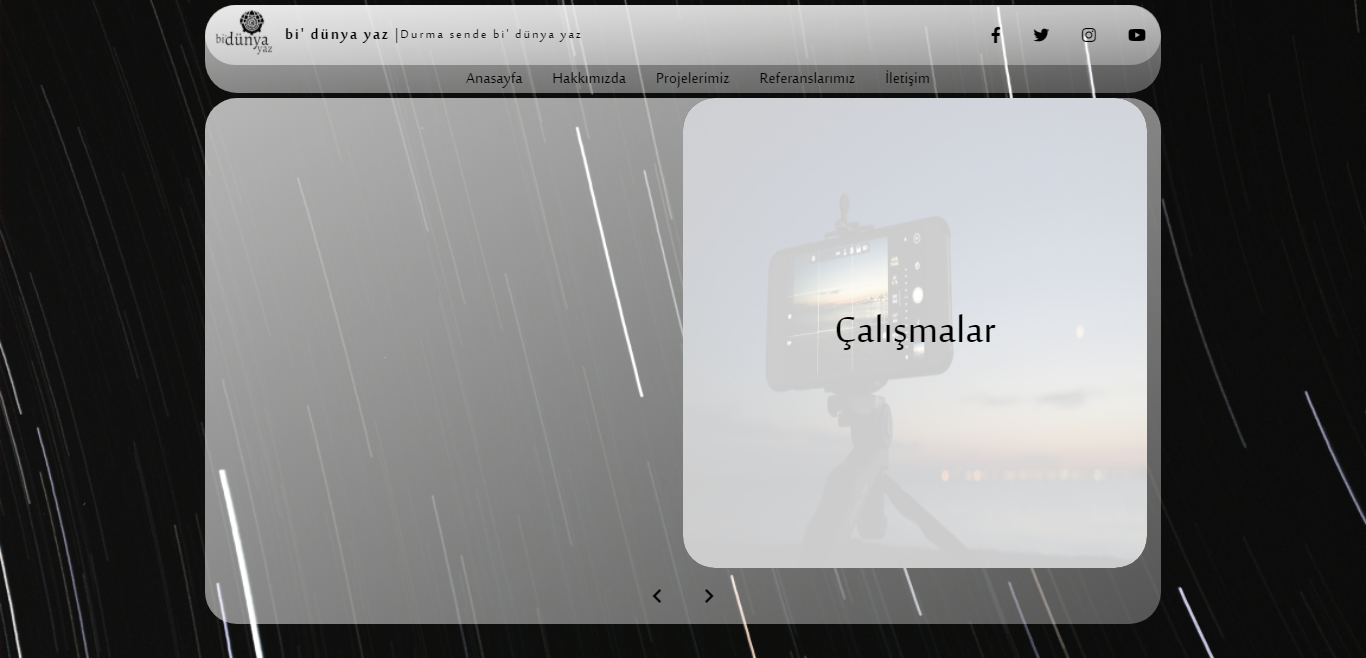 bi' dünya yaz
bi' dünya yaz |Durma sende bi' dünya yaz
Anasayfa Hakkımızda Projelerimiz Referanslarımız İletişim
Çalışmalar